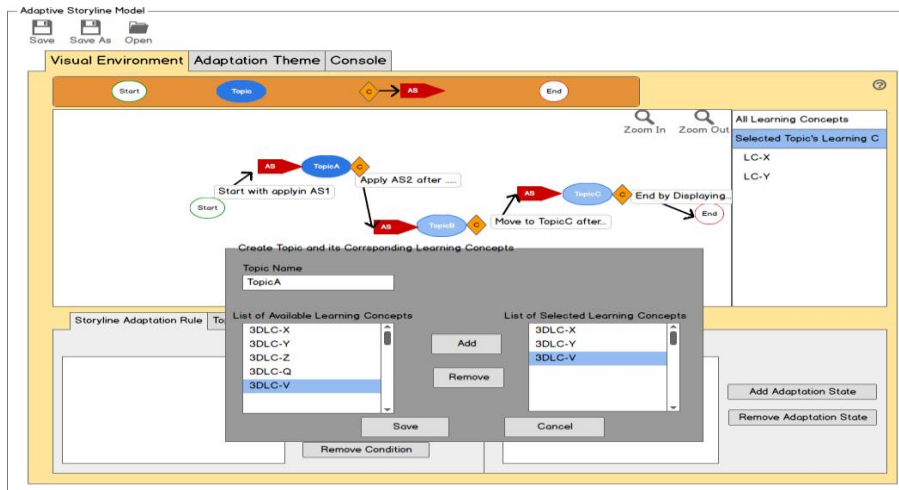 Adaptive Storyline Model
Save Save As Open
Visual Environment Adaptation Theme Console
Start Topic C AS End
Zoom In Zoom Out
All Learning Concepts
Selected Topic's Learning C
LC-X
LC-Y
AS TopicA C
Apply AS2 after .....
Start with applyin AS1
Start
AS TopicB C
AS TopicC C
End by Displaying..
End
Move to TopicC after...
Create Topic and its Corrsponding Learning Concepts
Topic Name
TopicA
List of Available Learning Concepts
3DLC-X
3DLC-Y
3DLC-Z
3DLC-Q
3DLC-V
Add
Remove
List of Selected Learning Concepts
3DLC-X
3DLC-Y
3DLC-V
Save Cancel
Storyline Adaptation Rule To
Remove Condition
Add Adaptation State
Remove Adaptation State